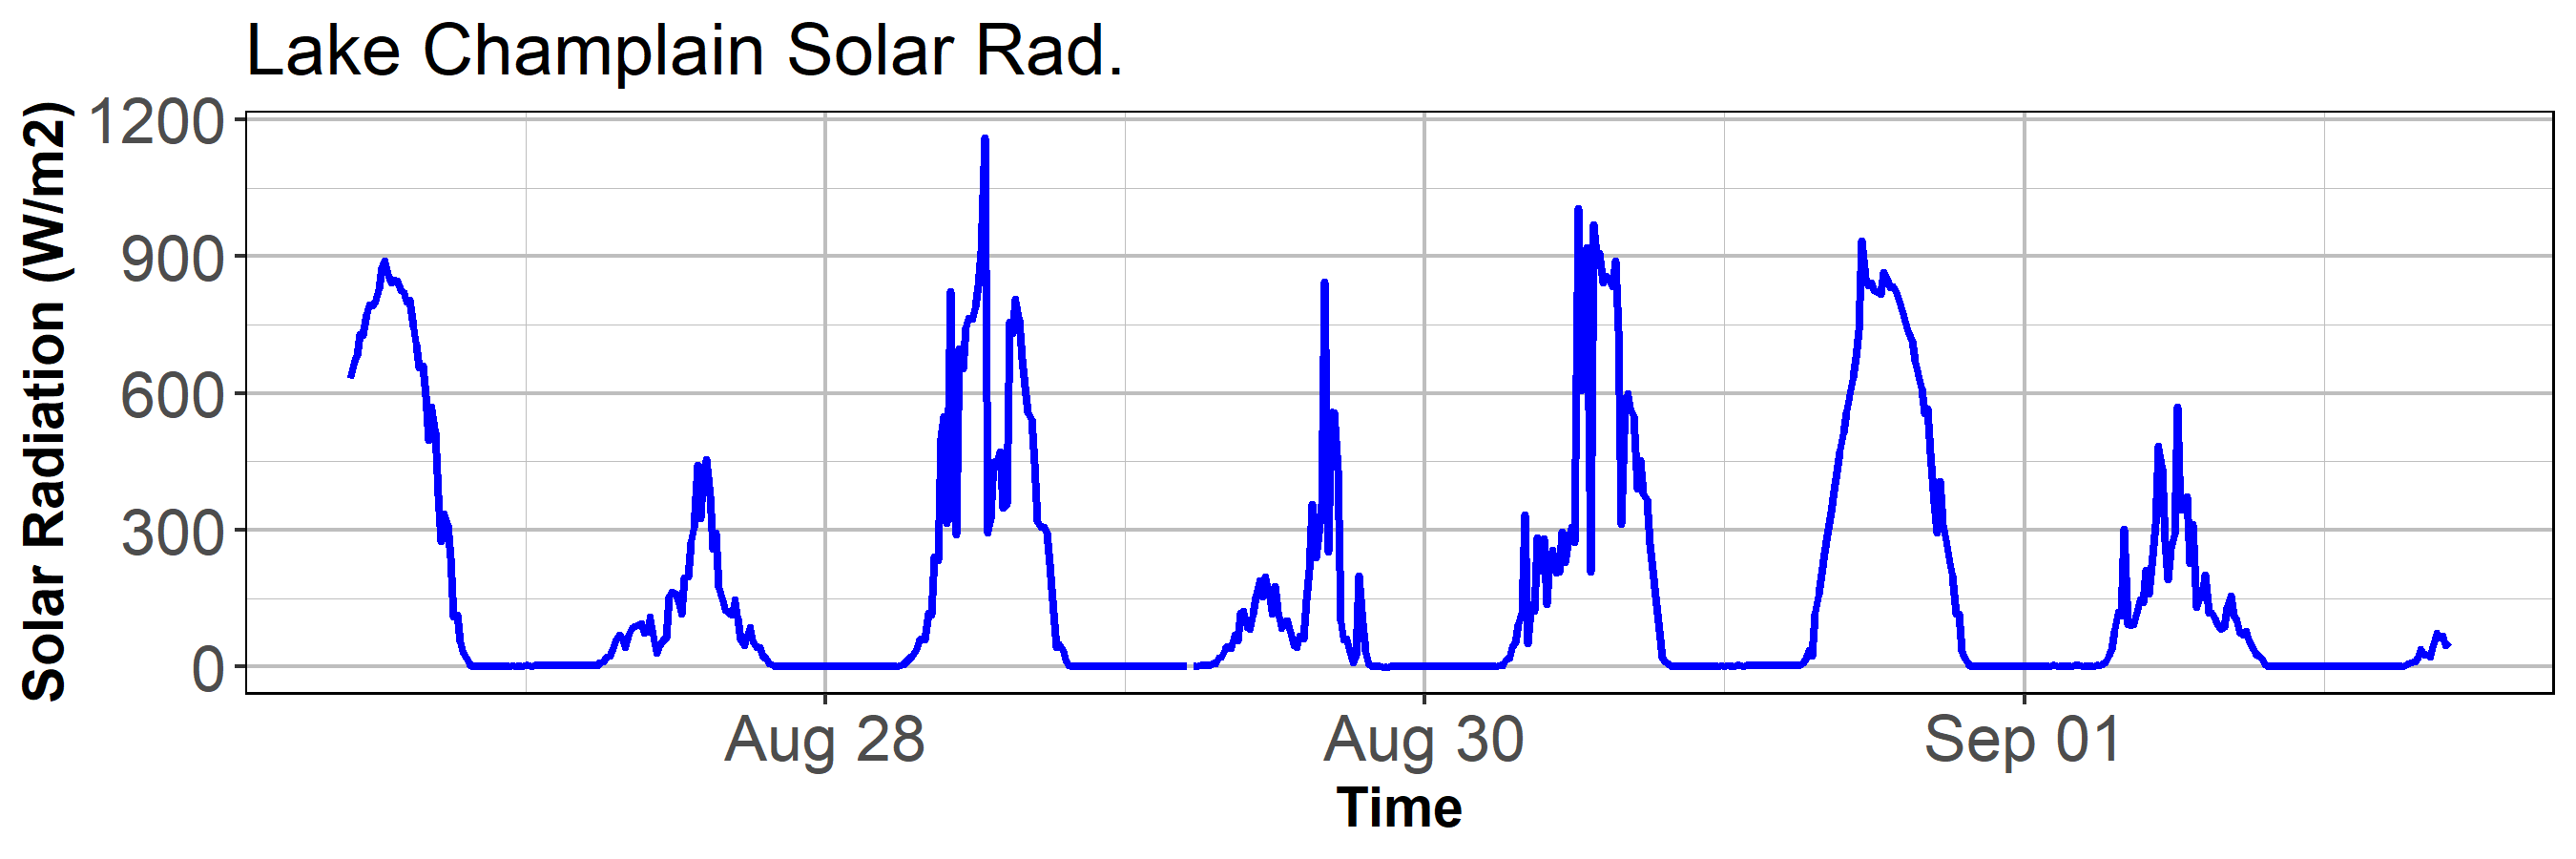 Lake Champlain Solar Rad.
Solar Radiation (W/m2)
1200
900
600
300
0
Aug 28
Aug 30
Sep 01
Time